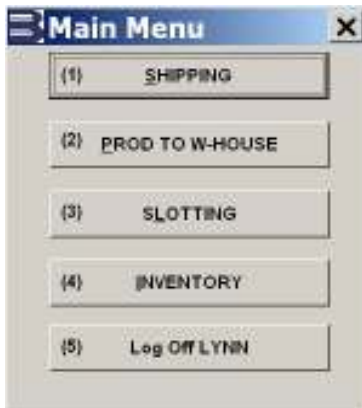 Main Menu
(1) SHIPPING
(2) PROD TO W-HOUSE
(3) SLOTTING
(4) INVENTORY
(5) Log Off LYNN